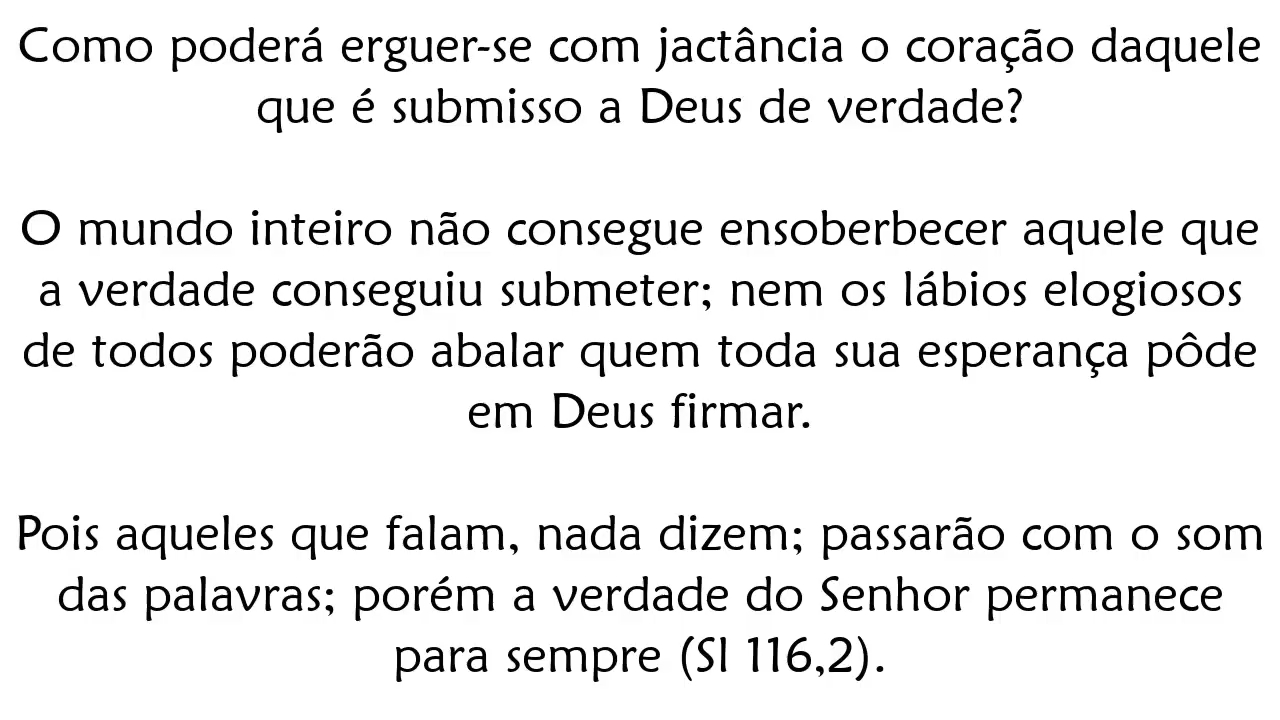 Como poderá erguer-se com jactância o coração daquele
que é submisso a Deus de verdade?
O mundo inteiro não consegue ensoberbecer aquele que
a verdade conseguiu submeter; nem os lábios elogiosos
de todos poderão abalar quem toda sua esperança pôde
em Deus firmar.
Pois aqueles que falam, nada dizem; passarão com o som
das palavras; porém a verdade do Senhor permanece
para sempre (Sl 116,2).